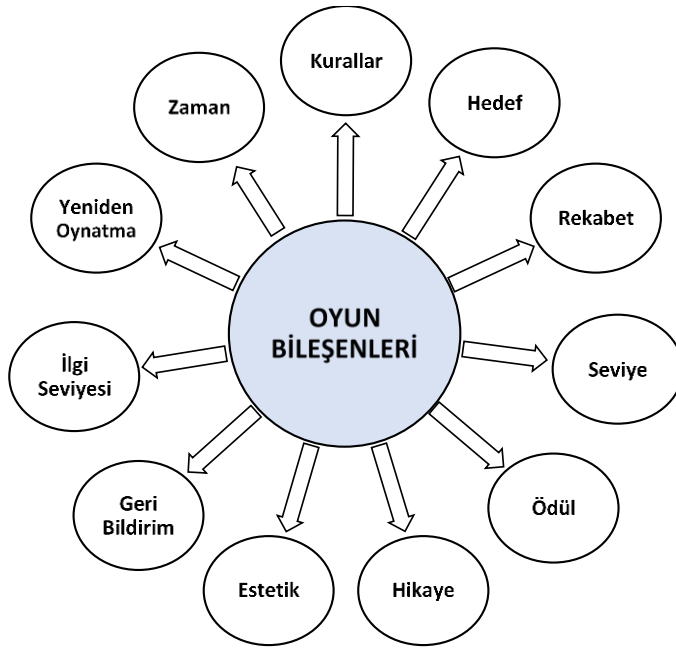 OYUN
BİLEŞENLERİ
Kurallar
Hedef
Rekabet
Seviye
Ödül
Hikaye
Estetik
Geri
Bildirim
İlgi
Seviyesi
Yeniden
Oynatma
Zaman